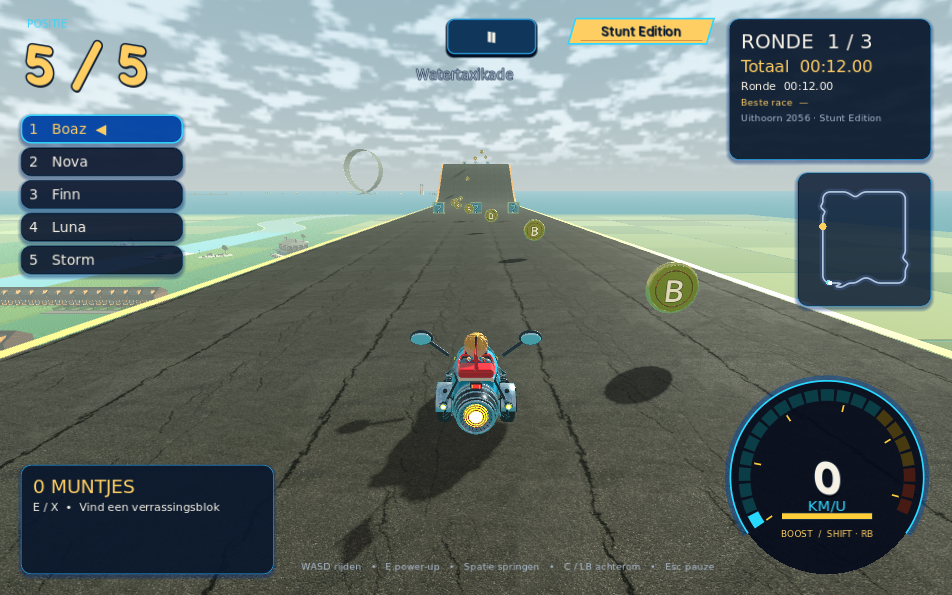 POSITIE
5 / 5
1 Boaz ◀
2 Nova
3 Finn
4 Luna
5 Storm
Watertaxikade
Stunt Edition
RONDE 1 / 3
Totaal 00:12.00
Ronde 00:12.00
Beste race —
Uithoorn 2056 · Stunt Edition
B
B
0 MUNTJES
E / X • Vind een verrassingsblok
0
KM/U
BOOST / SHIFT · RB
WASD rijden • E power-up • Spatie springen • C / LB achterom • Esc pauze